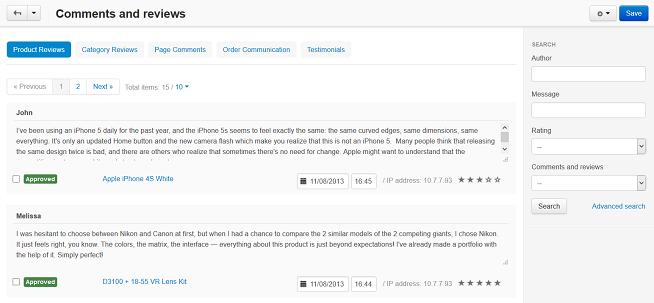 Comments and reviews
Save
Product Reviews Category Reviews Page Comments Order Communication Testimonials
« Previous 1 2 Next » Total items: 15 / 10
John
I've been using an iPhone 5 daily for the past year, and the iPhone 5s seems to feel exactly the same: the same curved edges, same dimensions, same
everything. It's only an updated Home button and the new camera flash which make you realize that this is not an iPhone 5. Many people think that releasing
the same design twice is bad, and there are others who realize that sometimes there's no need for change. Apple might want to understand that the
Approved Apple iPhone 4S White 11/08/2013 16:45 / IP address: 10.7.7.93
Melissa
I was hesitant to choose between Nikon and Canon at first, but when I had a chance to compare the 2 similar models of the 2 competing giants, I chose Nikon.
It just feels right, you know. The colors, the matrix, the interface — everything about this product is just beyond expectations! I've already made a portfolio with
the help of it. Simply perfect!
Approved D3100 + 18-55 VR Lens Kit 11/08/2013 16:44 / IP address: 10.7.7.93
SEARCH
Author
Message
Rating
--
Comments and reviews
--
Search Advanced search